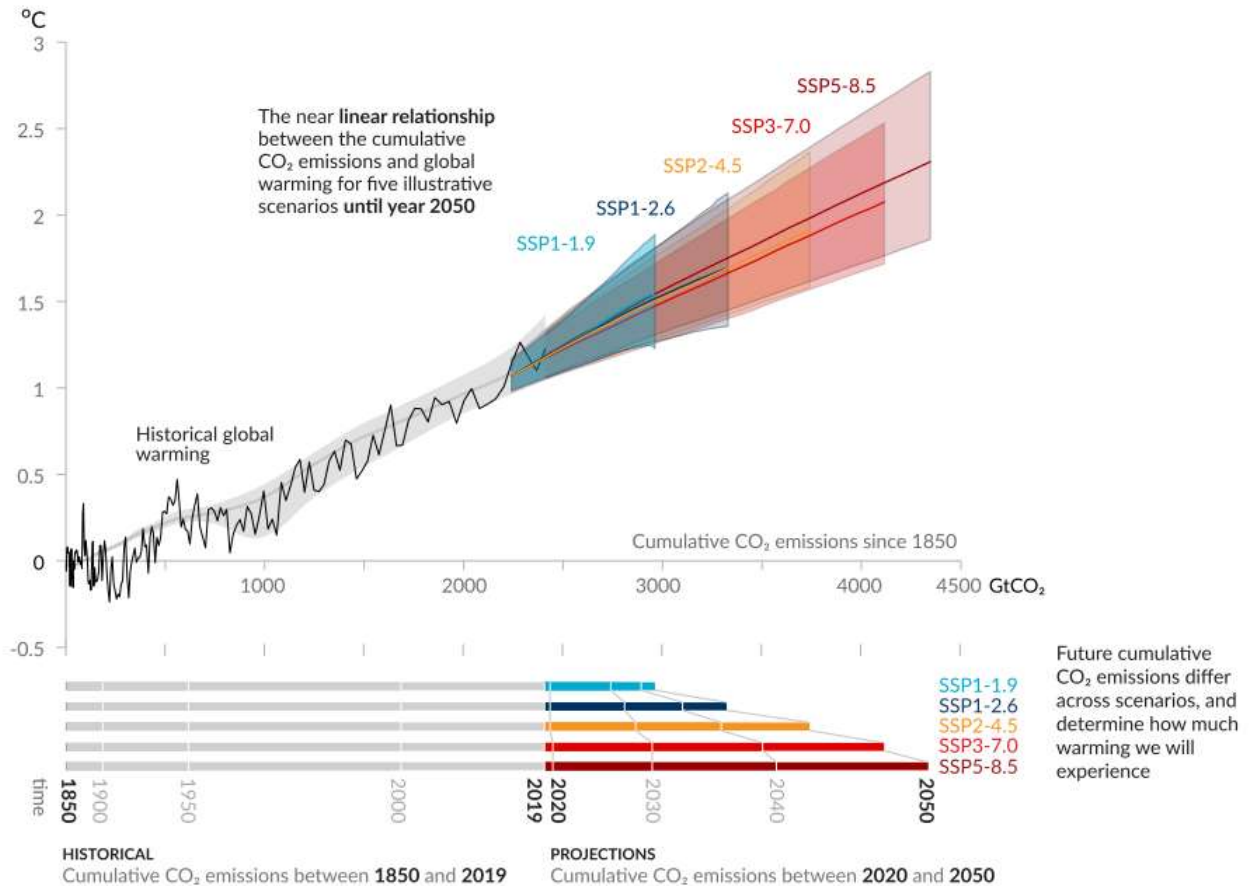 °C
3
SSP5-8.5
The near linear relationship
between the cumulative
CO₂ emissions and global
warming for five illustrative
scenarios until year 2050
2.5
SSP3-7.0
SSP2-4.5
SSP1-2.6
2
SSP1-1.9
1.5
1
Historical global
warming
0.5
Cumulative CO₂ emissions since 1850
0
1000
2000
3000
4000
4500 GtCO₂
-0.5
Future cumulative
CO₂ emissions differ
across scenarios, and
determine how much
warming we will
experience
SSP1-1.9
SSP1-2.6
SSP2-4.5
SSP3-7.0
SSP5-8.5
time
1850
1900
1950
2000
2019
2020
2030
2040
2050
HISTORICAL
Cumulative CO₂ emissions between 1850 and 2019
PROJECTIONS
Cumulative CO₂ emissions between 2020 and 2050